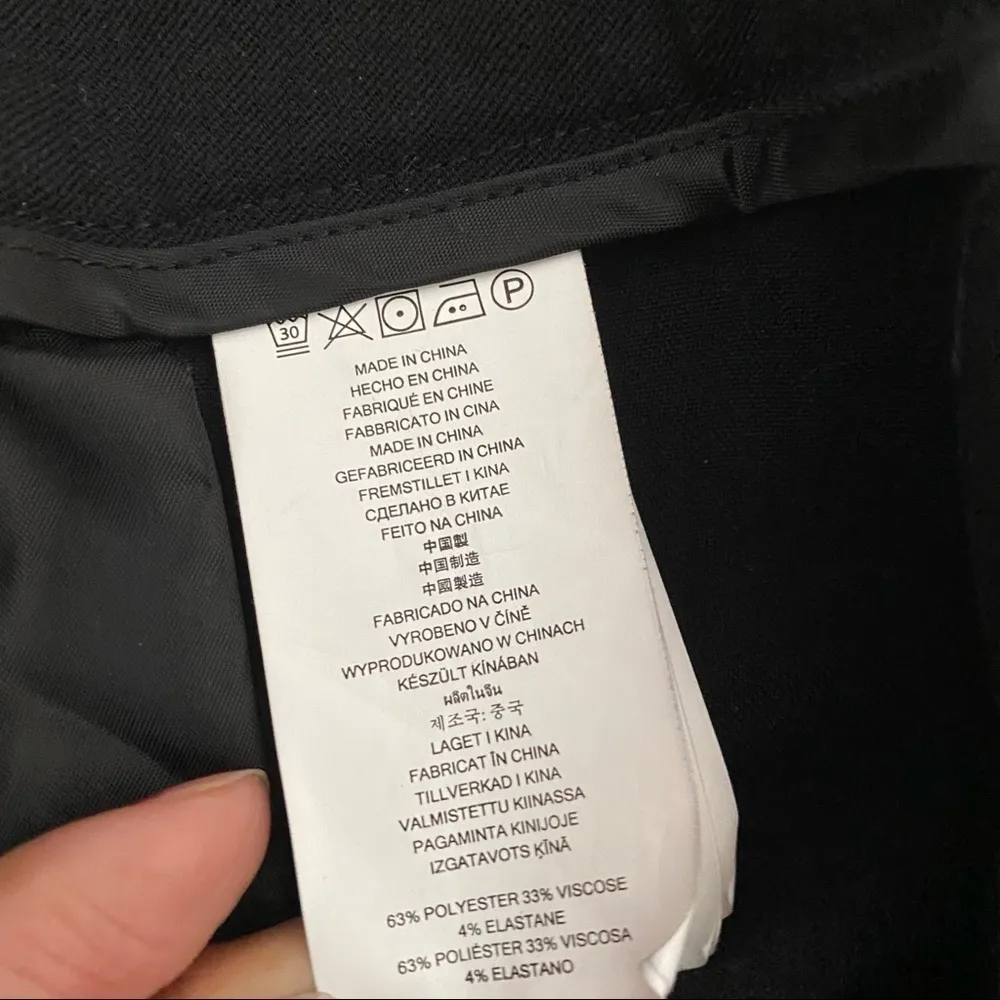 30 P
MADE IN CHINA
HECHO EN CHINA
FABRIQUÉ EN CHINE
FABBRICATO IN CINA
MADE IN CHINA
GEFABRICEERD IN CHINA
FREMSTILLET I KINA
СДЕЛАНО В КИТАЕ
FEITO NA CHINA
中国製
中国制造
中國製造
FABRICADO NA CHINA
VYROBENO V ČÍNĚ
WYPRODUKOWANO W CHINACH
KÉSZÜLT KÍNÁBAN
ผลิตในจีน
제조국: 중국
LAGET I KINA
FABRICAT ÎN CHINA
TILLVERKAD I KINA
VALMISTETTU KIINASSA
PAGAMINTA KINIJOJE
IZGATAVOTS ĶĪNĀ
63% POLYESTER 33% VISCOSE
4% ELASTANE
63% POLIÉSTER 33% VISCOSA
4% ELASTANO